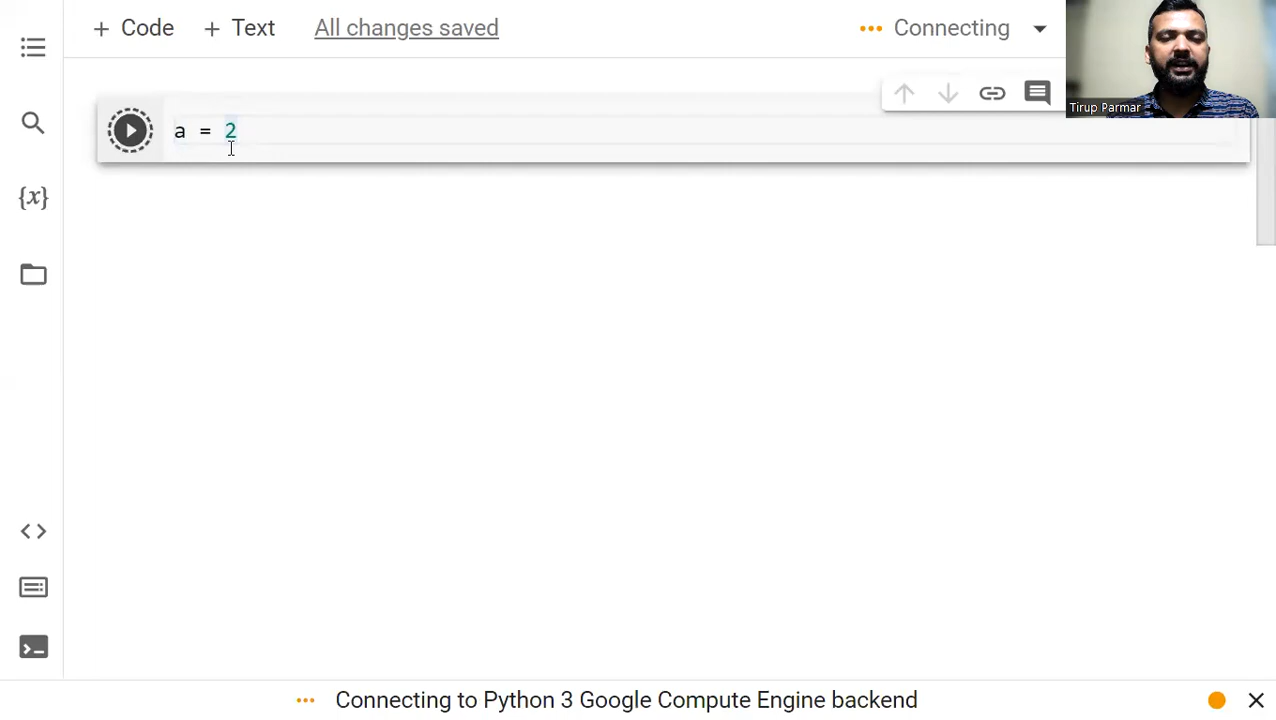 + Code + Text All changes saved ••• Connecting
Tirup Parmar
a = 2
{x}
••• Connecting to Python 3 Google Compute Engine backend